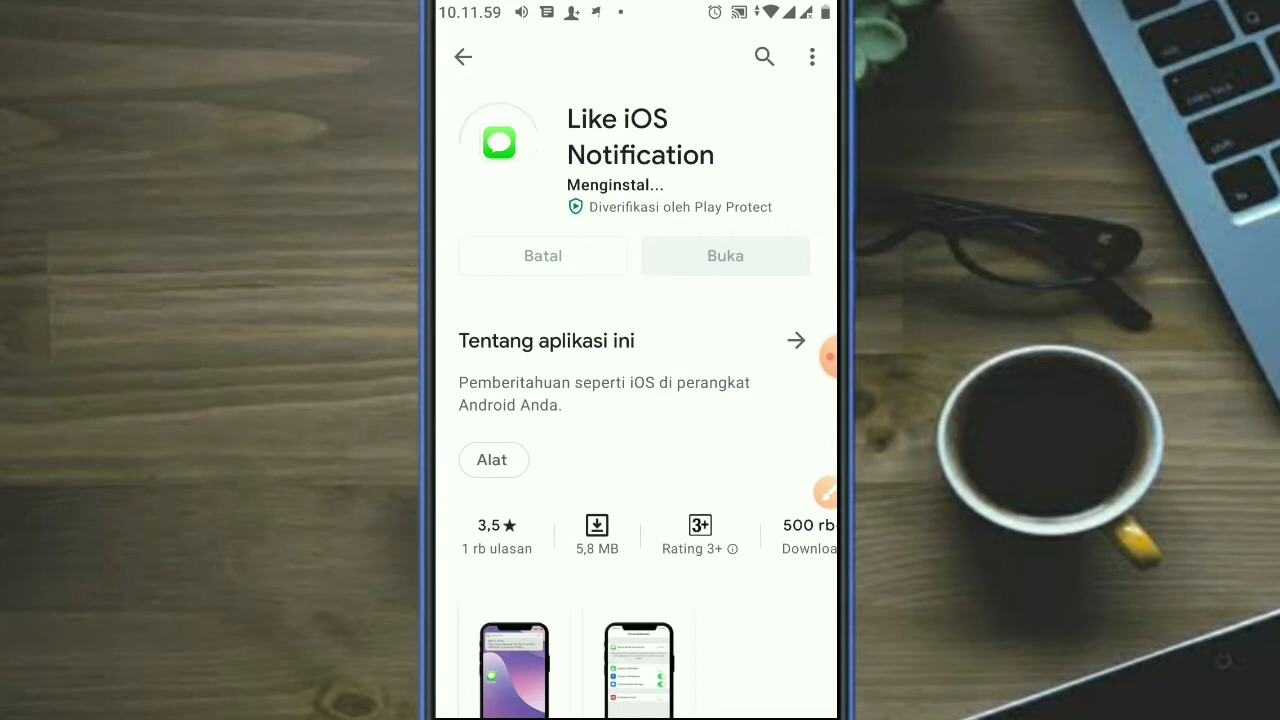 10.11.59
Like iOS
Notification
Menginstal...
Diverifikasi oleh Play Protect
Batal
Buka
Tentang aplikasi ini
Pemberitahuan seperti iOS di perangkat
Android Anda.
Alat
3,5★
1 rb ulasan
5,8 MB
3+
Rating 3+
500 rb
Downloa